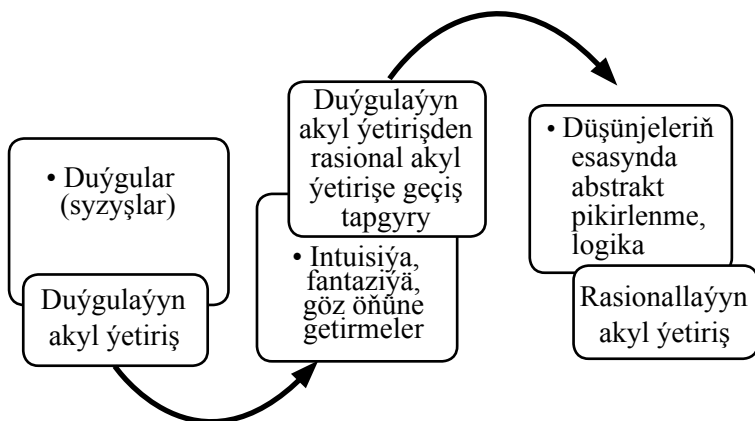 • Duýgular
(syzyşlar)
Duýgulaýyn
akyl ýetiriş
Duýgulaýyn
akyl ýetirişden
rasional akyl
ýetirişe geçiş
tapgyry
• Intuisiýa,
fantaziýä,
göz öňüne
getirmeler
• Düşünjeleriň
esasynda
abstrakt
pikirlenme,
logika
Rasionallaýyn
akyl ýetiriş